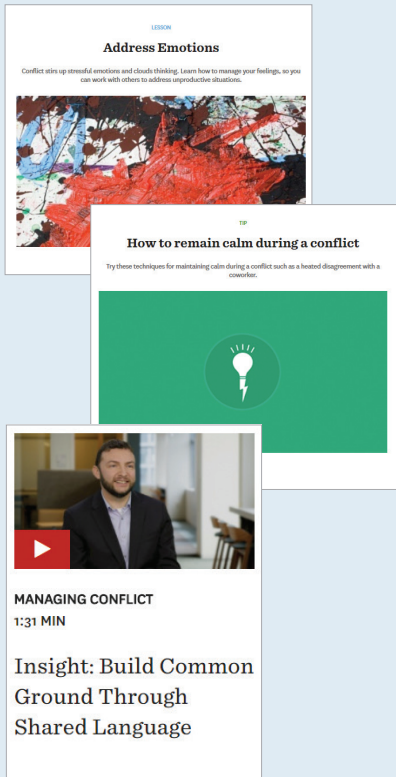 LESSON
Address Emotions
Conflict stirs up stressful emotions and clouds thinking. Learn how to manage your feelings, so you
can work with others to address unproductive situations.
TIP
How to remain calm during a conflict
Try these techniques for maintaining calm during a conflict such as a heated disagreement with a
coworker.
MANAGING CONFLICT
1:31 MIN
Insight: Build Common
Ground Through
Shared Language